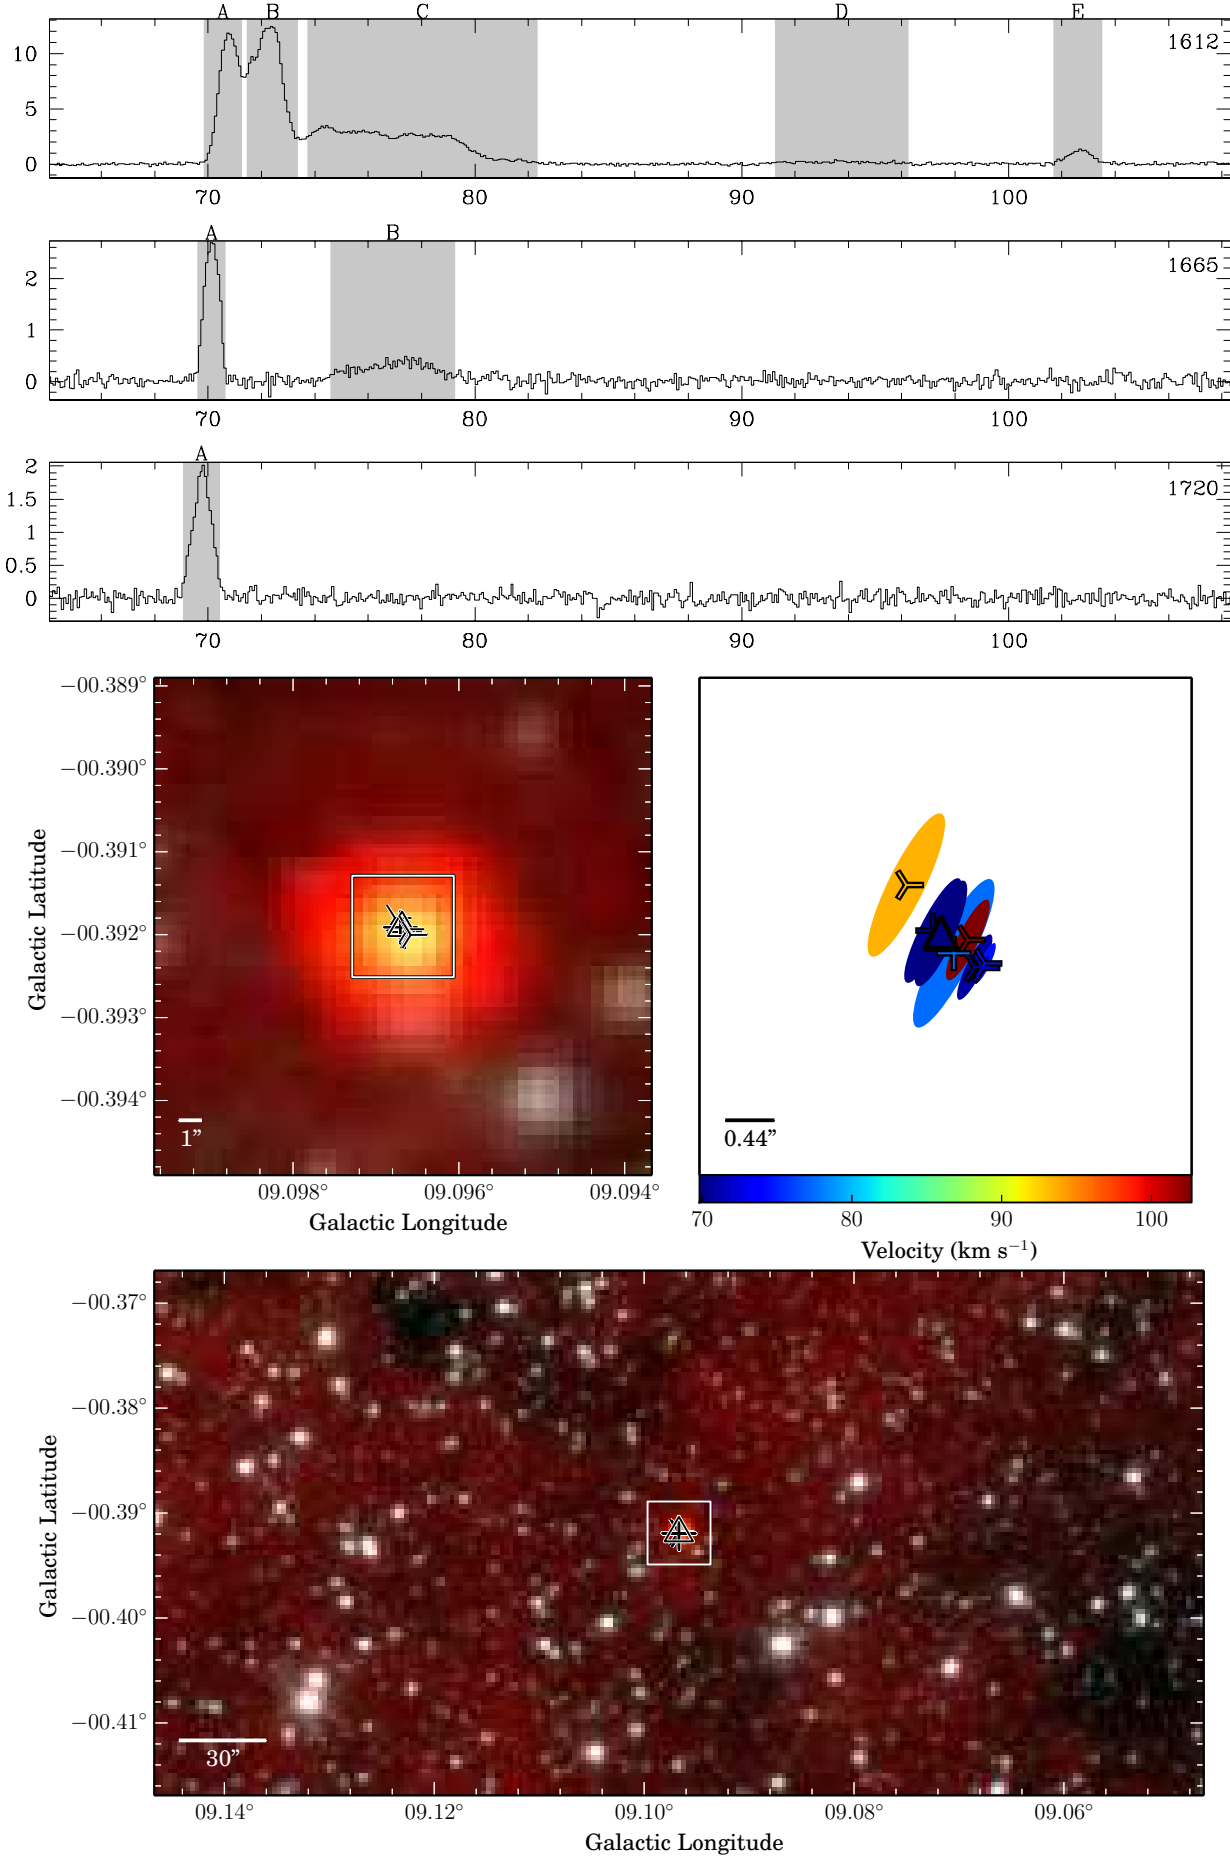 A B C D E
1612
10
5
0
70 80 90 100
A B
1665
2
1
0
70 80 90 100
A
1720
2
1.5
1
0.5
0
70 80 90 100
−00.389°
−00.390°
−00.391°
−00.392°
−00.393°
−00.394°
Galactic Latitude
1”
09.098° 09.096° 09.094°
Galactic Longitude
0.44”
70 80 90 100
Velocity (km s⁻¹)
−00.37°
−00.38°
−00.39°
−00.40°
−00.41°
Galactic Latitude
30”
09.14° 09.12° 09.10° 09.08° 09.06°
Galactic Longitude